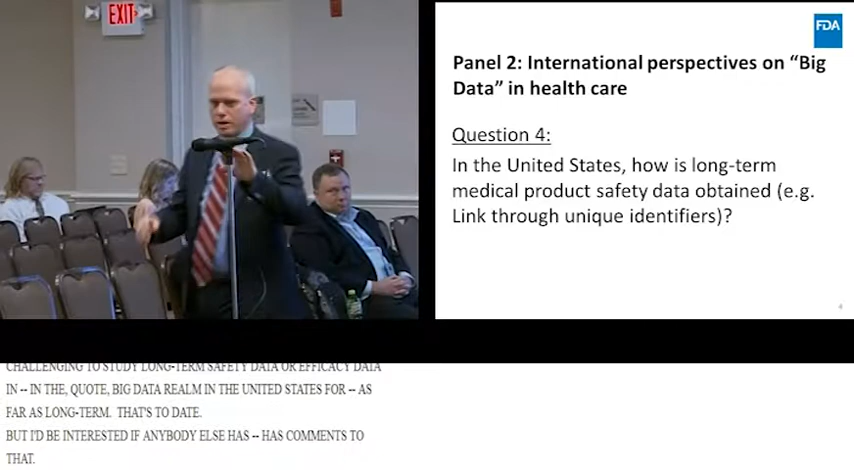 EXIT
FDA
Panel 2: International perspectives on “Big
Data” in health care
Question 4:
In the United States, how is long-term
medical product safety data obtained (e.g.
Link through unique identifiers)?
4
CHALLENGING TO STUDY LONG-TERM SAFETY DATA OR EFFICACY DATA
IN -- IN THE, QUOTE, BIG DATA REALM IN THE UNITED STATES FOR -- AS
FAR AS LONG-TERM.  THAT'S TO DATE.
BUT I'D BE INTERESTED IF ANYBODY ELSE HAS -- HAS COMMENTS TO
THAT.